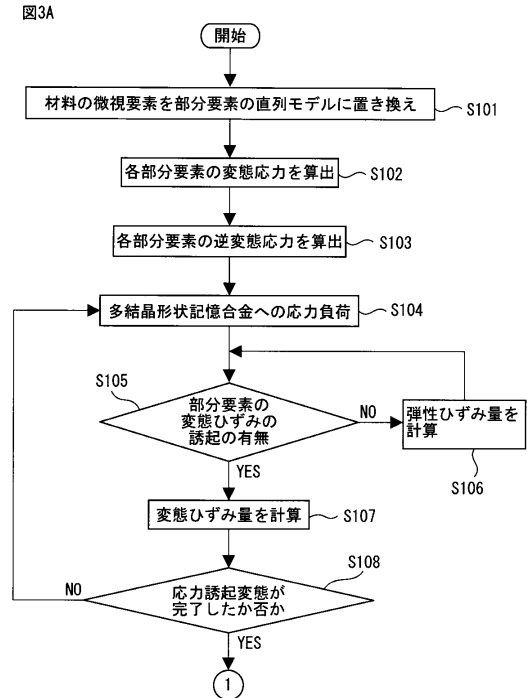 図3A
開始
材料の微視要素を部分要素の直列モデルに置き換え
S101
各部分要素の変態応力を算出
S102
各部分要素の逆変態応力を算出
S103
多結晶形状記憶合金への応力負荷
S104
S105
部分要素の
変態ひずみの
誘起の有無
NO
弾性ひずみ量を
計算
S106
YES
変態ひずみ量を計算
S107
S108
応力誘起変態が
完了したか否か
NO
YES
1